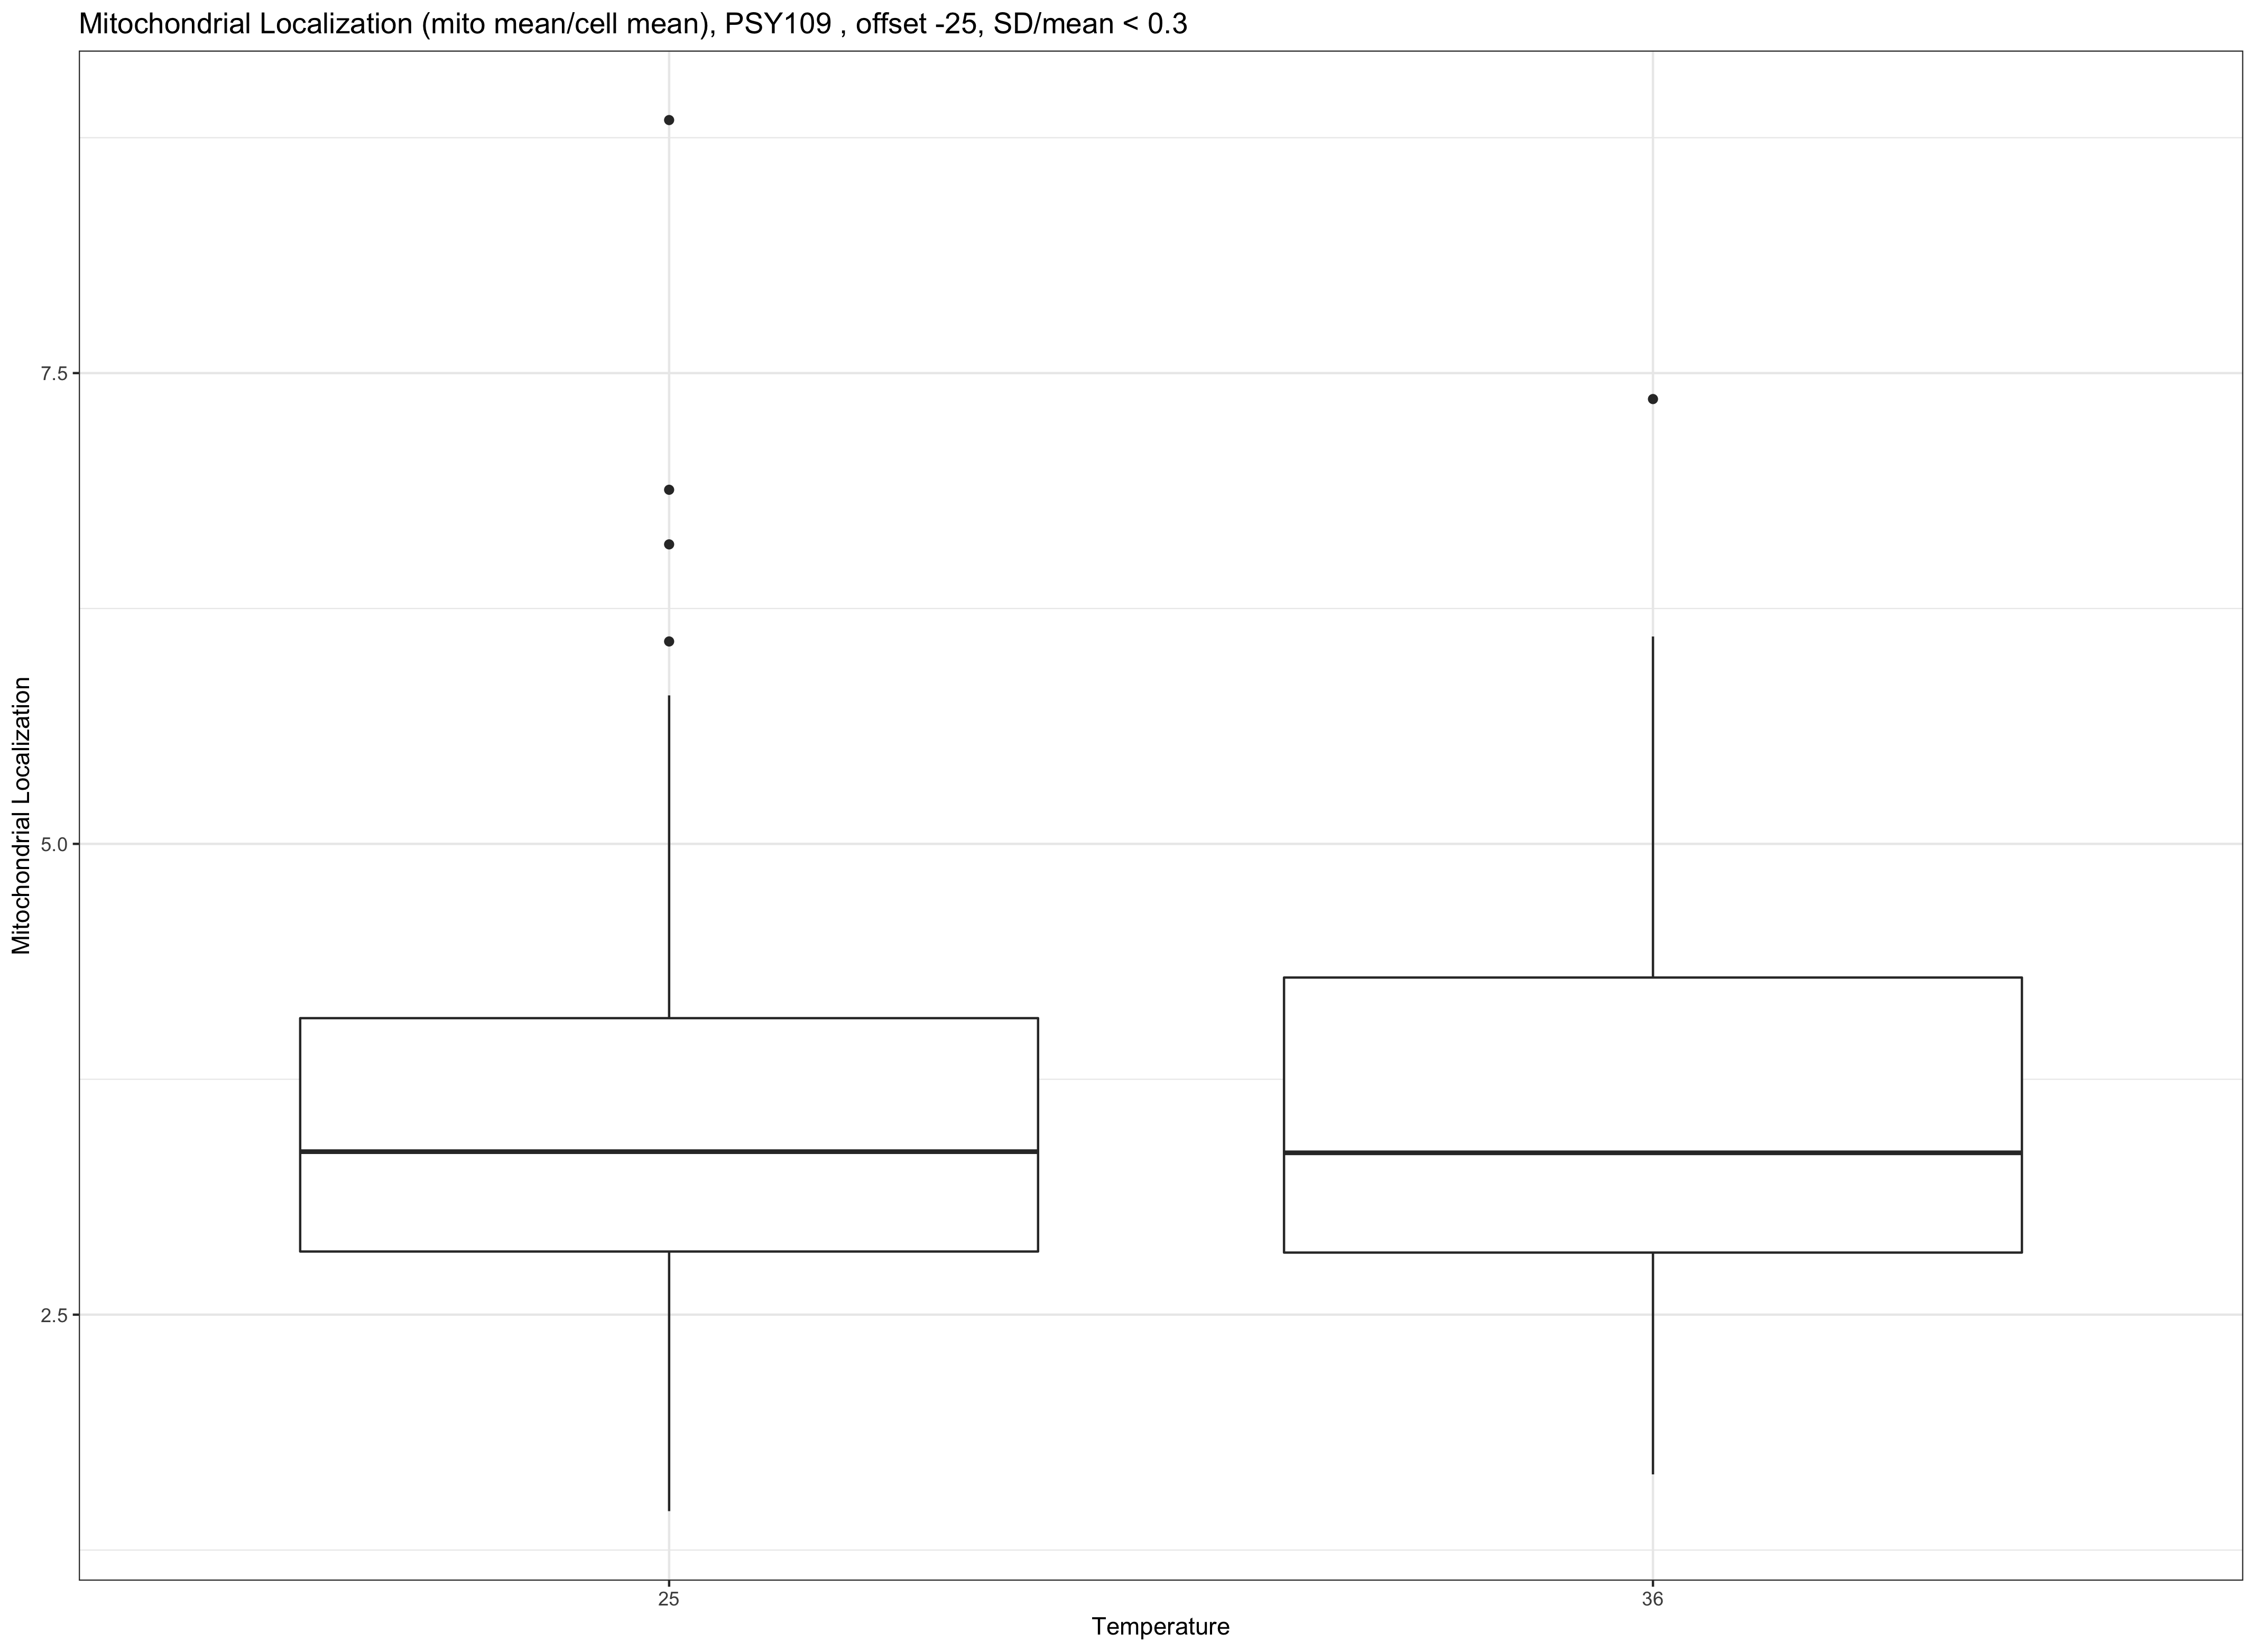 Mitochondrial Localization (mito mean/cell mean), PSY109 , offset -25, SD/mean < 0.3
Mitochondrial Localization
7.5
5.0
2.5
25
36
Temperature